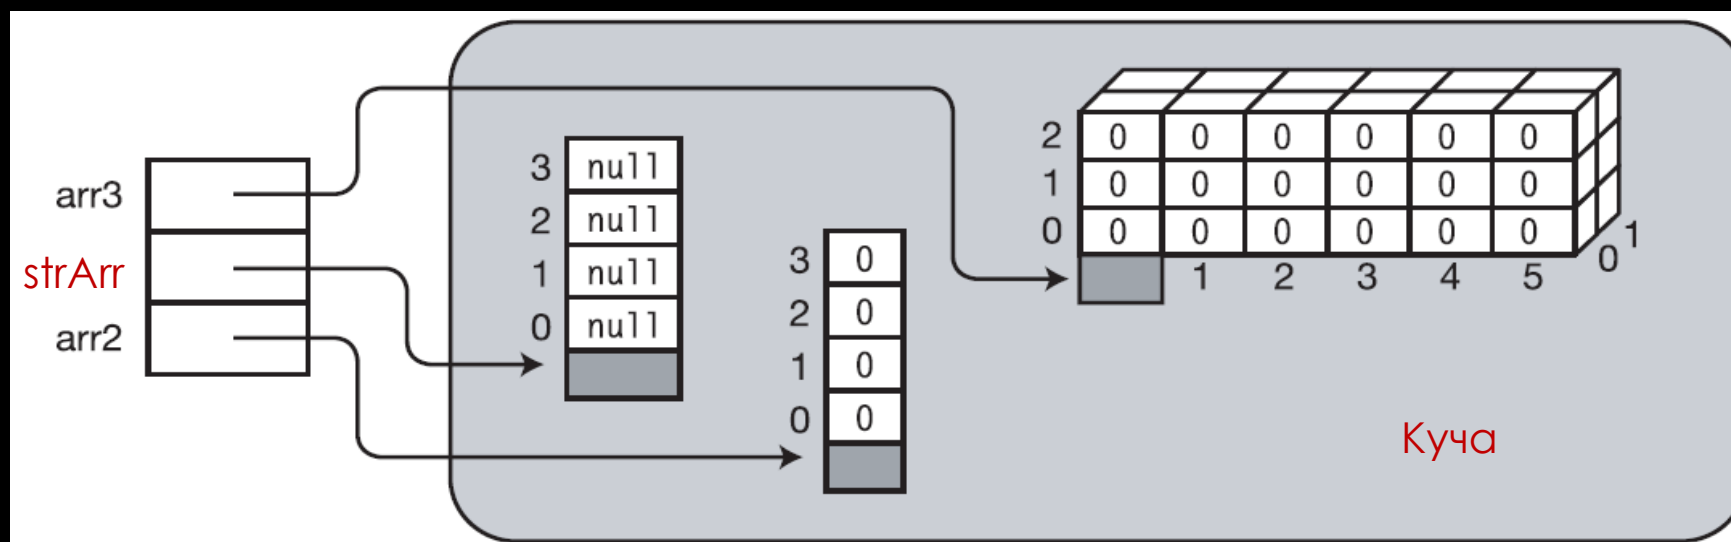 arr3
strArr
arr2
3 null
2 null
1 null
0 null
3 0
2 0
1 0
0 0
2 0 0 0 0 0 0
1 0 0 0 0 0 0
0 0 0 0 0 0 0
1 2 3 4 5 0 1
Куча